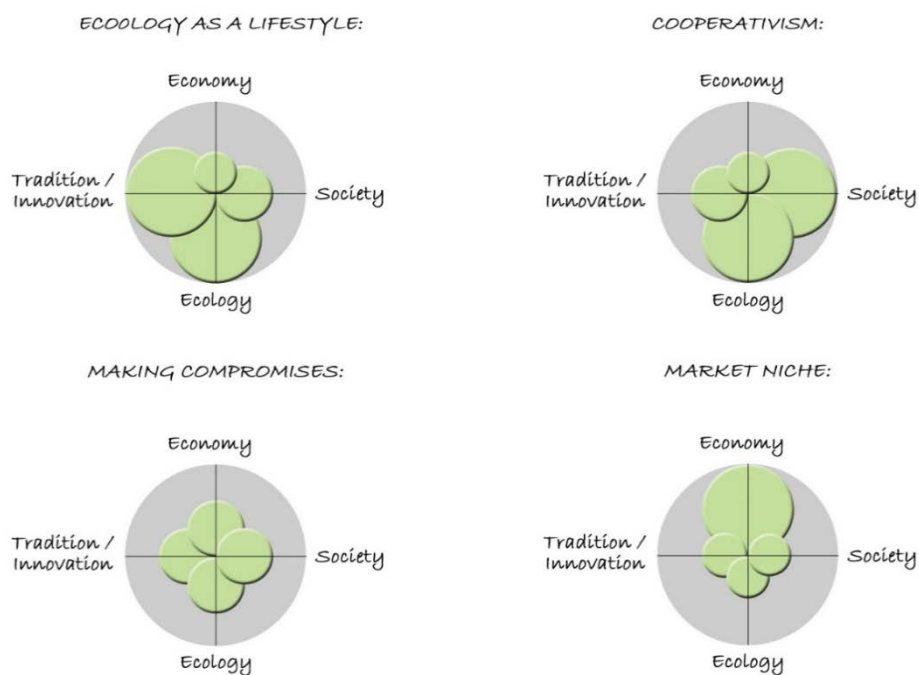 ECOOLOGY AS A LIFESTYLE:
Economy
Tradition /
Innovation
Society
Ecology
COOPERATIVISM:
Economy
Tradition /
Innovation
Society
Ecology
MAKING COMPROMISES:
Economy
Tradition /
Innovation
Society
Ecology
MARKET NICHE:
Economy
Tradition /
Innovation
Society
Ecology